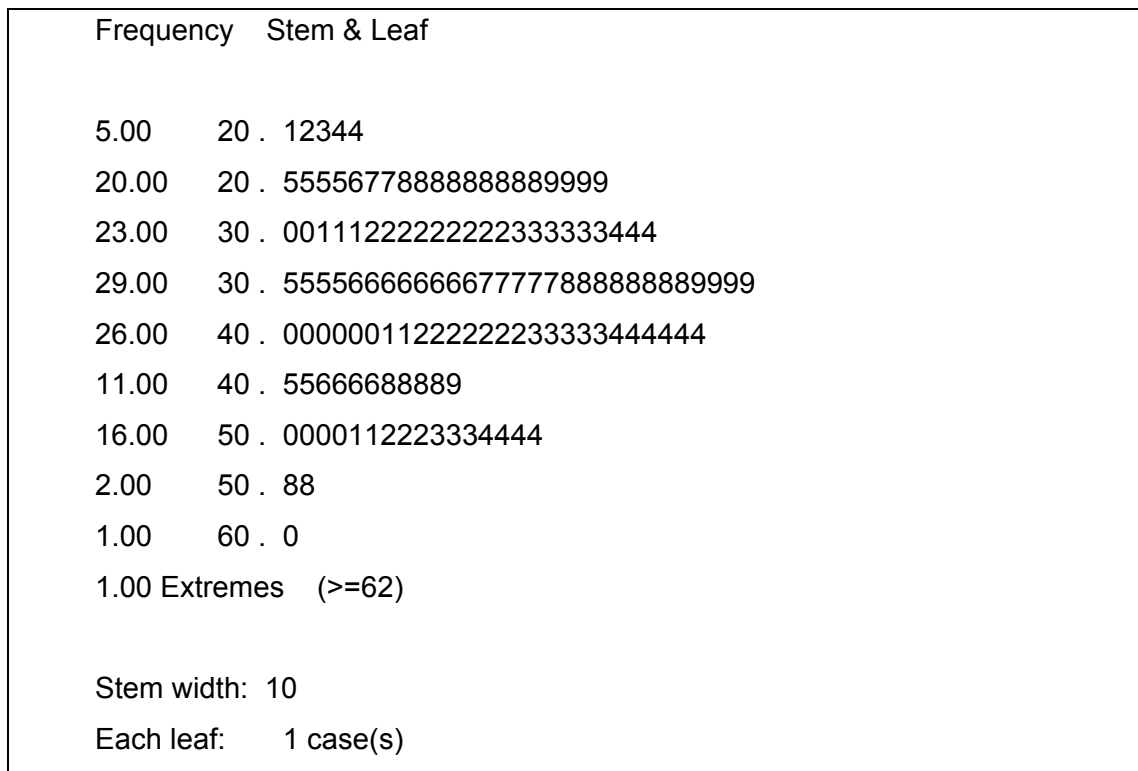 Frequency Stem & Leaf
5.00 20 . 12344
20.00 20 . 55556778888888889999
23.00 30 . 00111222222222333333444
29.00 30 . 55556666666777778888888889999
26.00 40 . 00000011222222233333444444
11.00 40 . 55666688889
16.00 50 . 0000112223334444
2.00 50 . 88
1.00 60 . 0
1.00 Extremes (>=62)
Stem width: 10
Each leaf: 1 case(s)